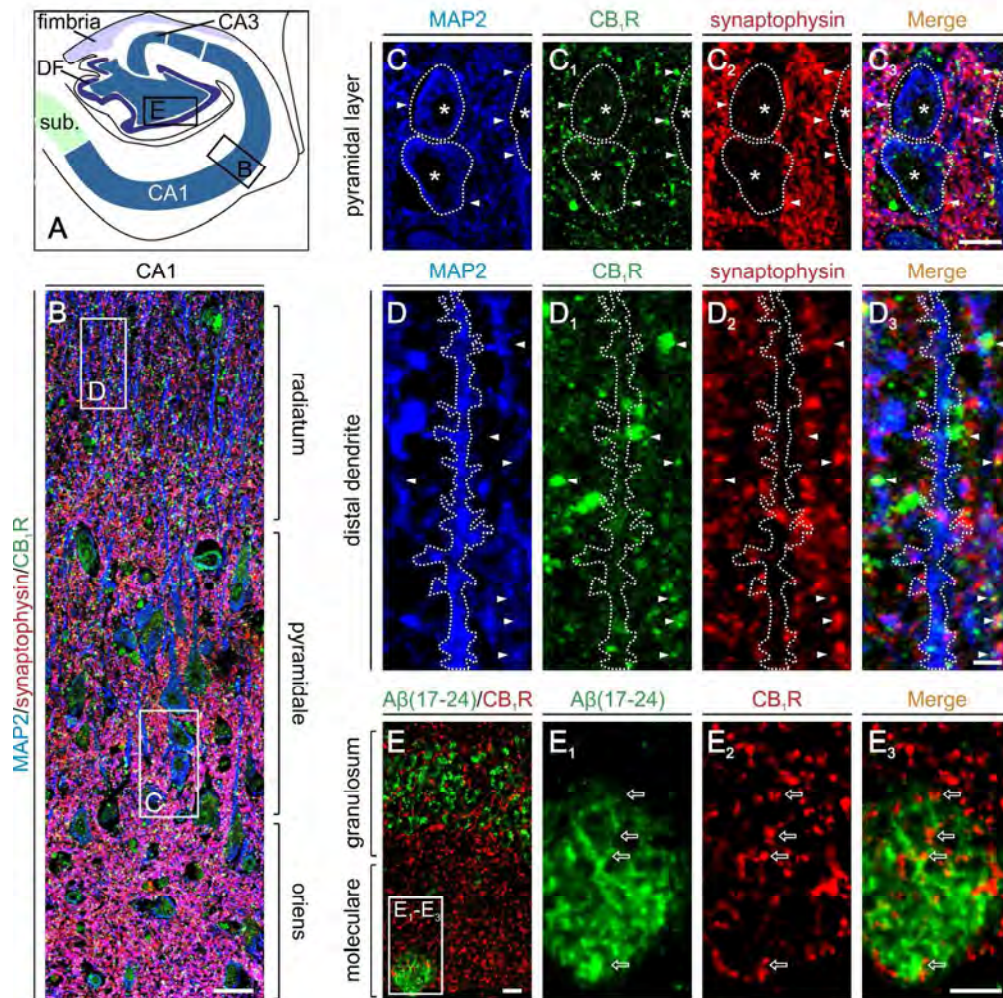 fimbria
CA3
DF
E
sub.
B
CA1
A
MAP2 CB₁R synaptophysin Merge
pyramidal layer
C C₁ C₂ C₃
* * * *
* * * *
* * * *
CA1
MAP2/synaptophysin/CB₁R
B
D
C
radiatum
pyramidale
oriens
MAP2 CB₁R synaptophysin Merge
distal dendrite
D D₁ D₂ D₃
Aβ(17-24)/CB₁R Aβ(17-24) CB₁R Merge
granulosum
moleculare
E E₁ E₂ E₃
E₁-E₃